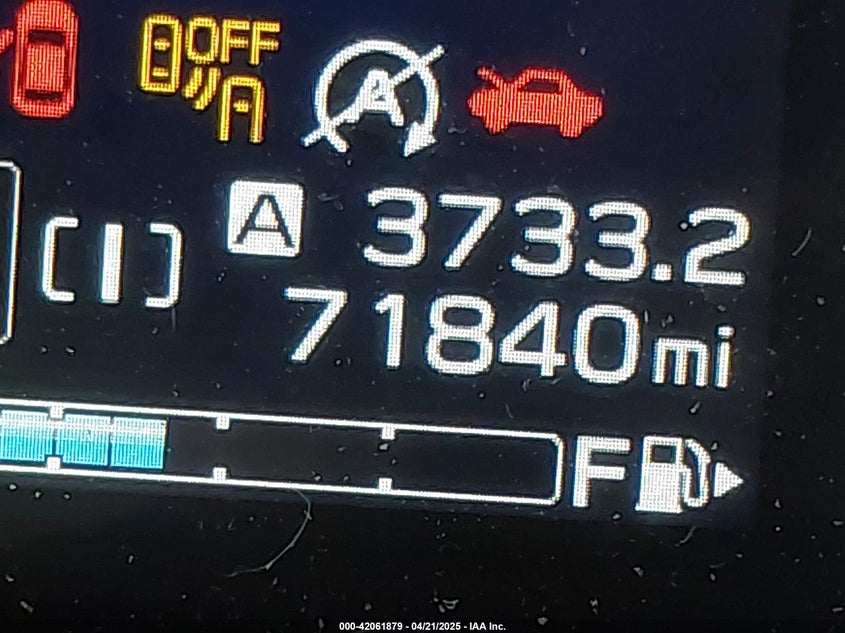 OFF
A
A 3733.2
71840mi
F
000-42061879 - 04/21/2025 - IAA Inc.